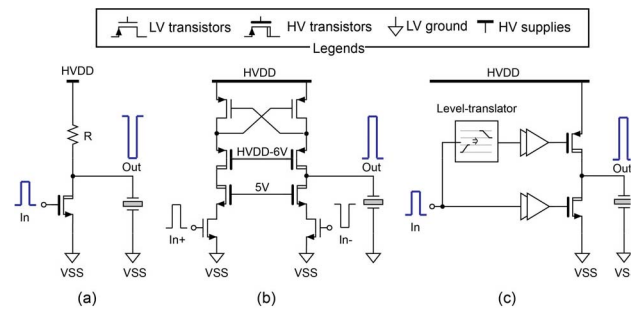 LV transistors HV transistors LV ground HV supplies
Legends
HVDD
R
Out
In
VSS VSS
(a)
HVDD
HVDD-6V
5V
Out
In+
In-
VSS VSS
(b)
HVDD
Level-translator
Out
In
VSS VS
(c)